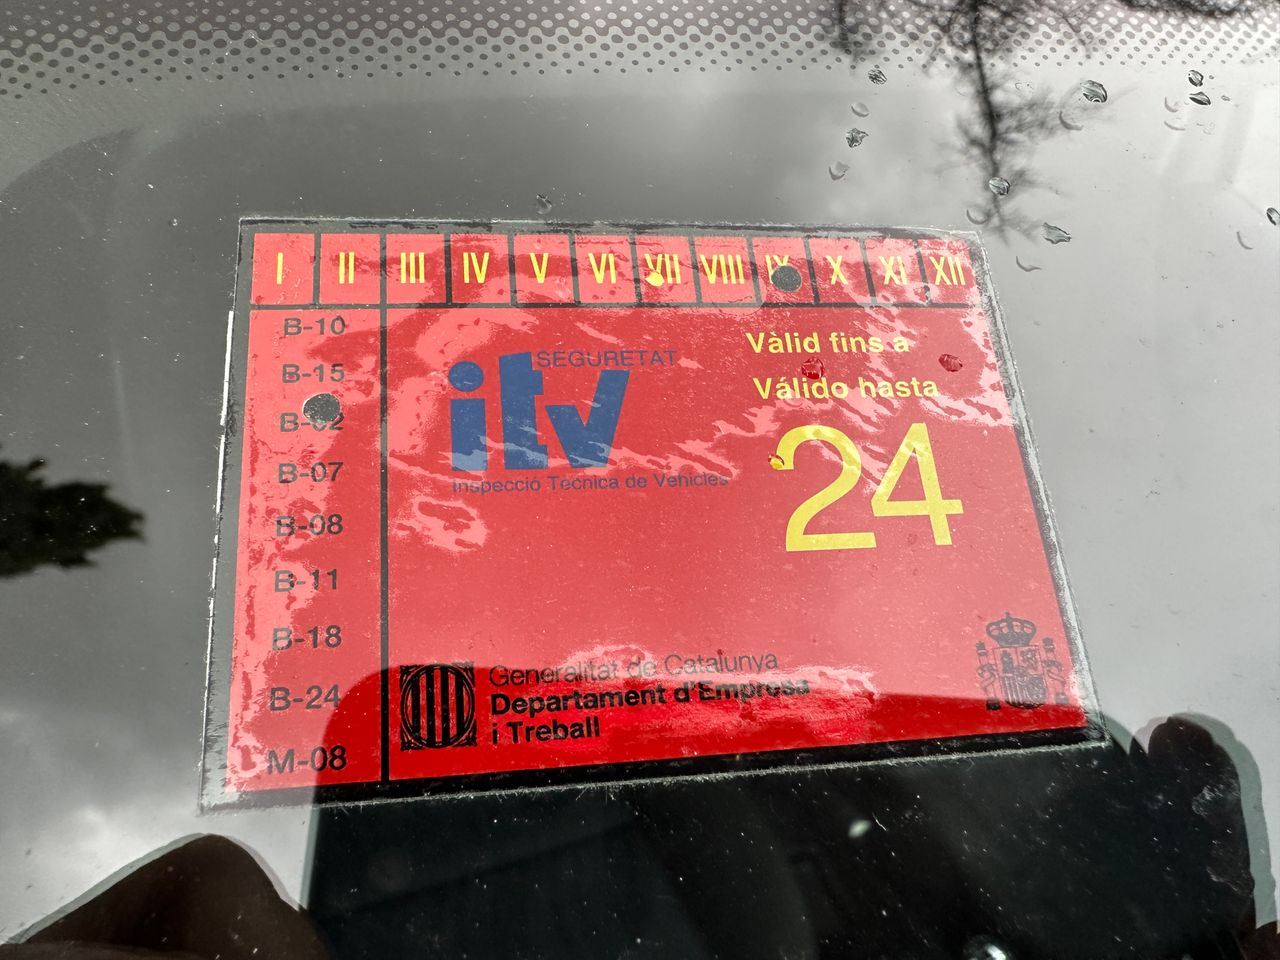 I II III IV V VI VII VIII IX X XI XII
B-10
B-15
B-02
B-07
B-08
B-11
B-18
B-24
M-08
SEGURETAT
itv
Inspecció Tècnica de Vehicles
Vàlid fins a
Válido hasta
24
Generalitat de Catalunya
Departament d'Empresa
i Treball